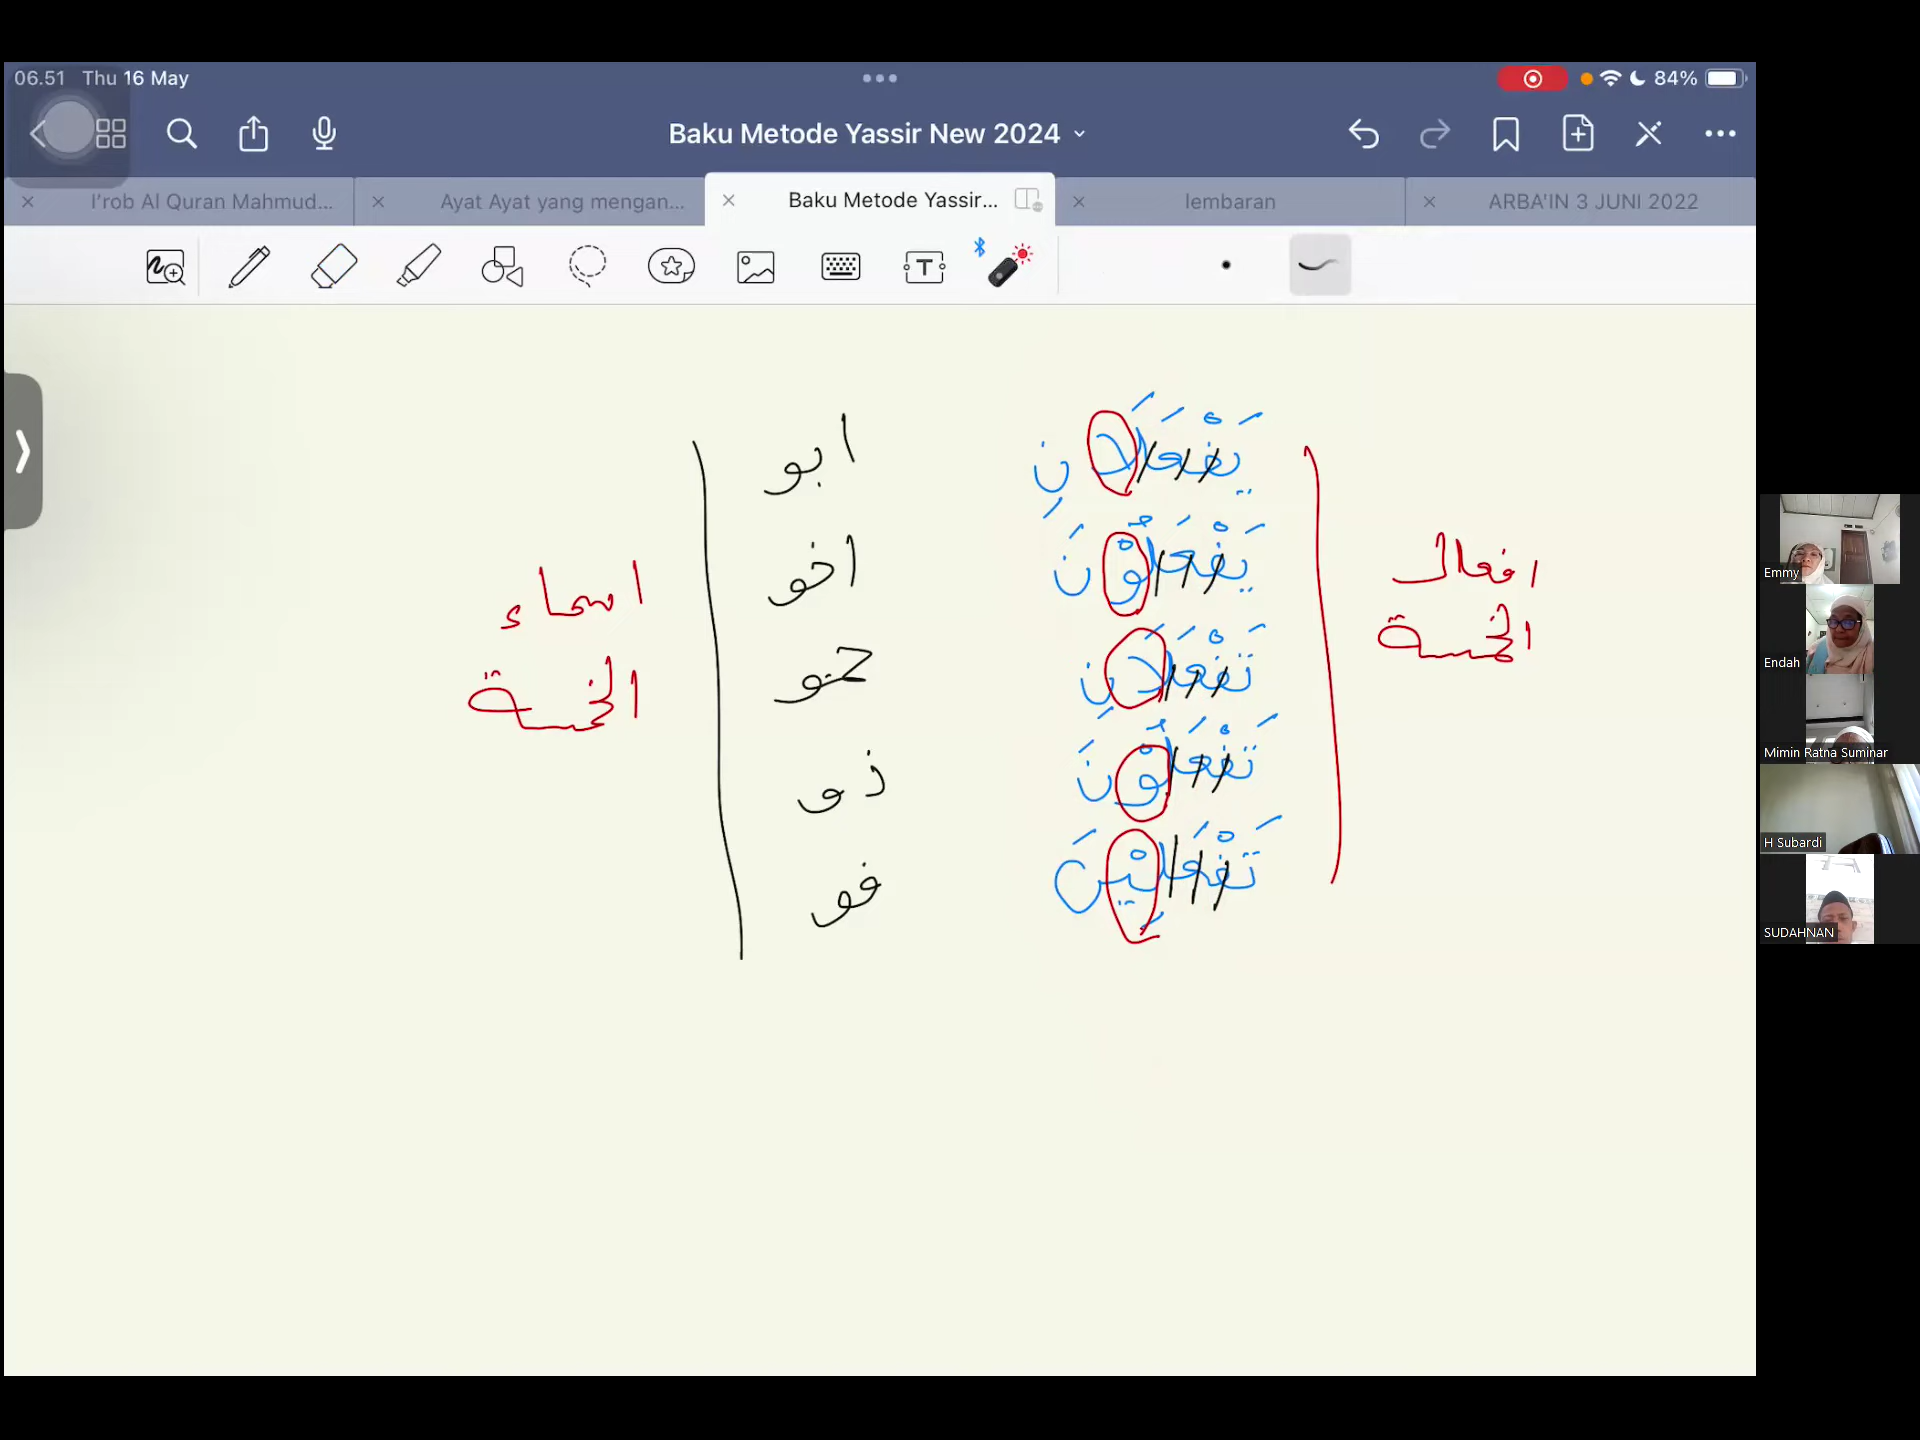 06.51 Thu 16 May
84%
Baku Metode Yassir New 2024
I'rob Al Quran Mahmud...
Ayat Ayat yang mengan...
Baku Metode Yassir...
lembaran
ARBA'IN 3 JUNI 2022
افعال
الخمسة
يَفْعَلَانِ
يَفْعَلُوْنَ
تَفْعَلَانِ
تَفْعَلُوْنَ
تَفْعَلِيْنَ
ابو
اخو
حو
ذو
فو
اسماء
الخمسة
Emmy
Endah
Mimin Ratna Suminar
H Subardi
SUDAHNAN